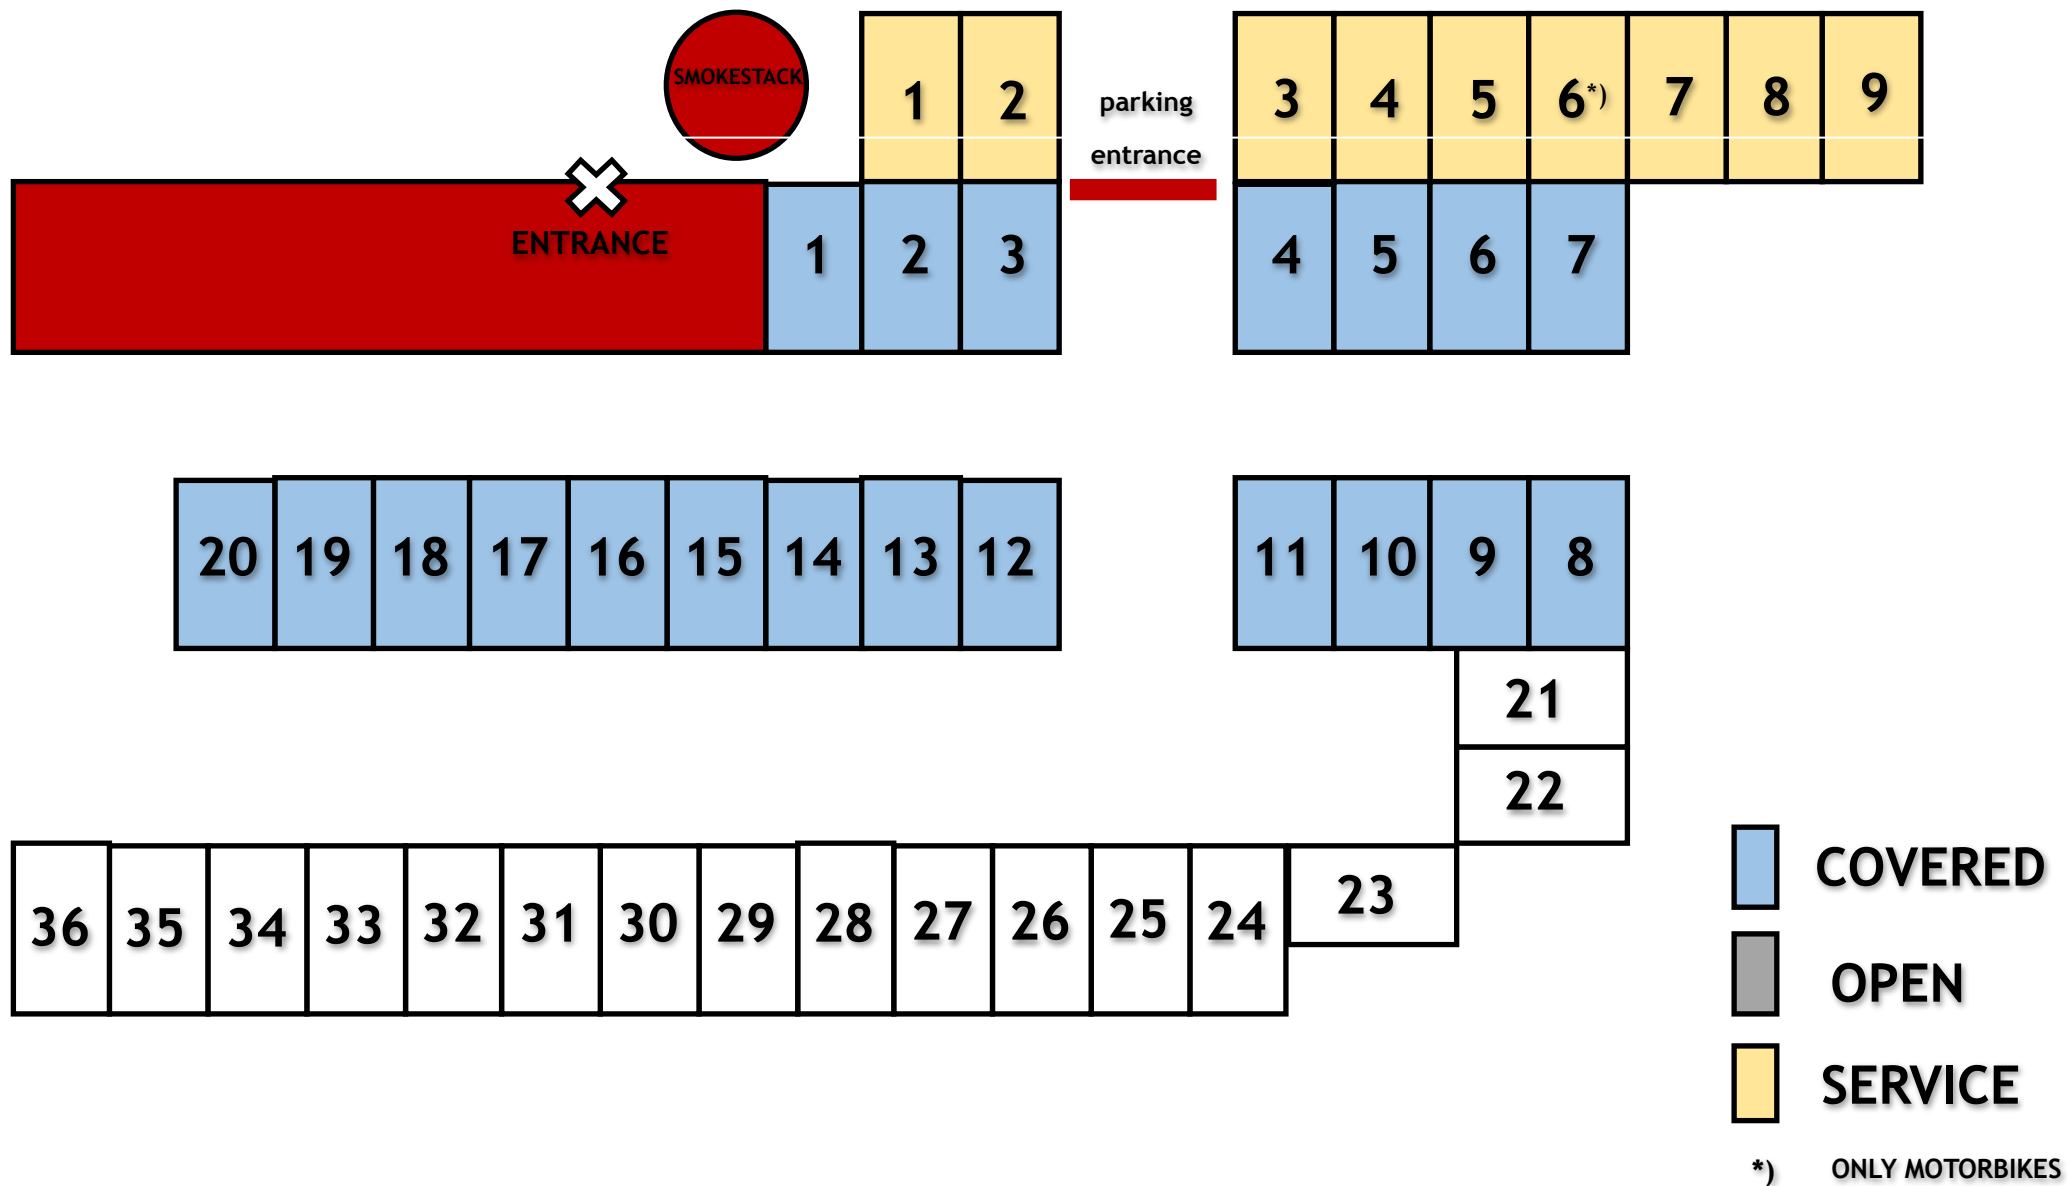 SMOKESTACK
1 2 parking 3 4 5 6*) 7 8 9
entrance
ENTRANCE 1 2 3 4 5 6 7
20 19 18 17 16 15 14 13 12 11 10 9 8
21
22
23
36 35 34 33 32 31 30 29 28 27 26 25 24
COVERED
OPEN
SERVICE
*) ONLY MOTORBIKES